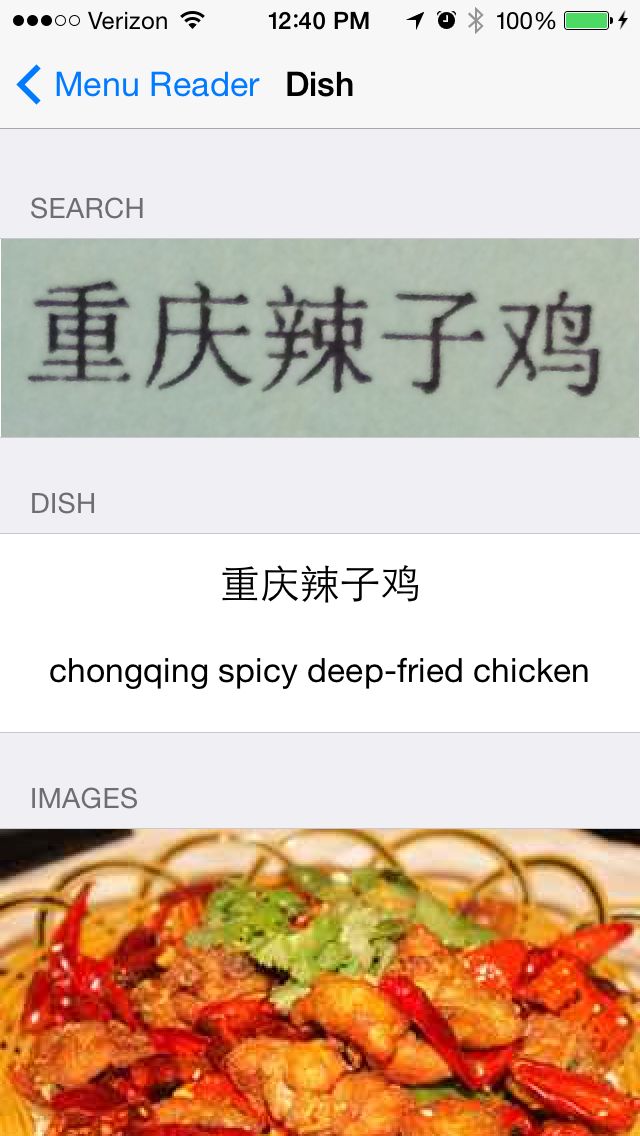 Verizon 12:40 PM 100%
Menu Reader Dish
SEARCH
重庆辣子鸡
DISH
重庆辣子鸡
chongqing spicy deep-fried chicken
IMAGES